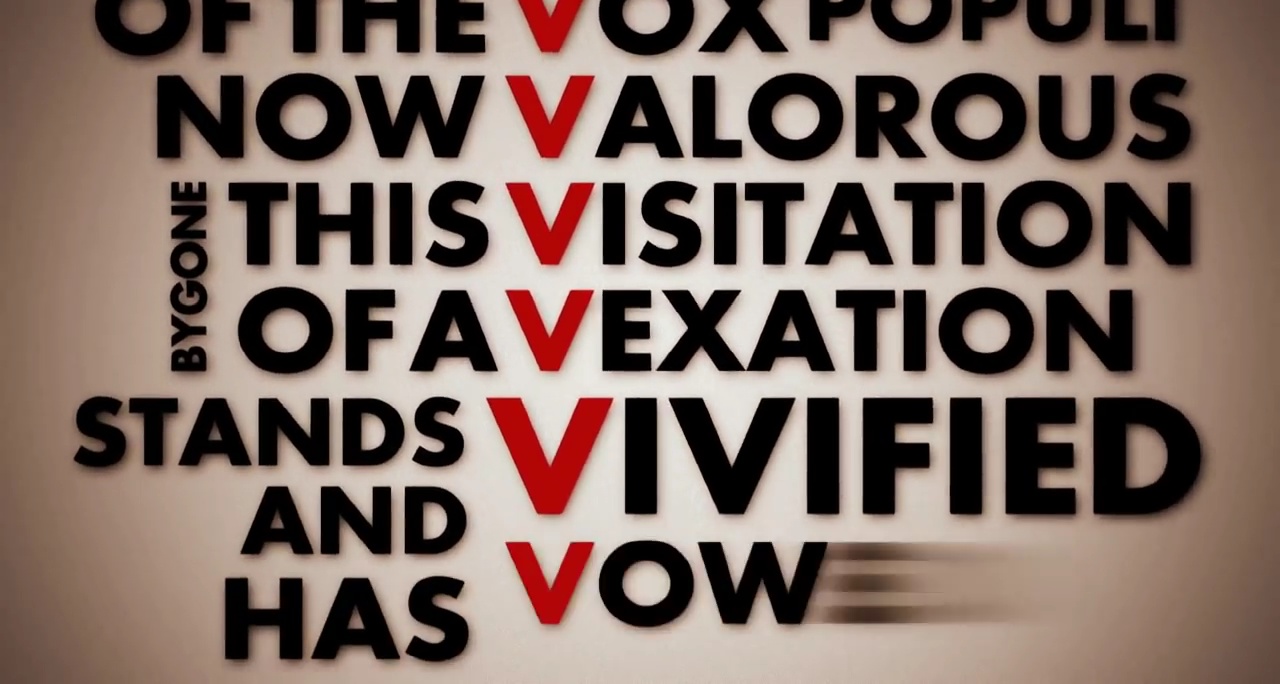 OF THE VOX POPULI
NOW VALOROUS
THIS VISITATION
BYGONE
OF A VEXATION
STANDS VIVIFIED
AND
HAS VOW